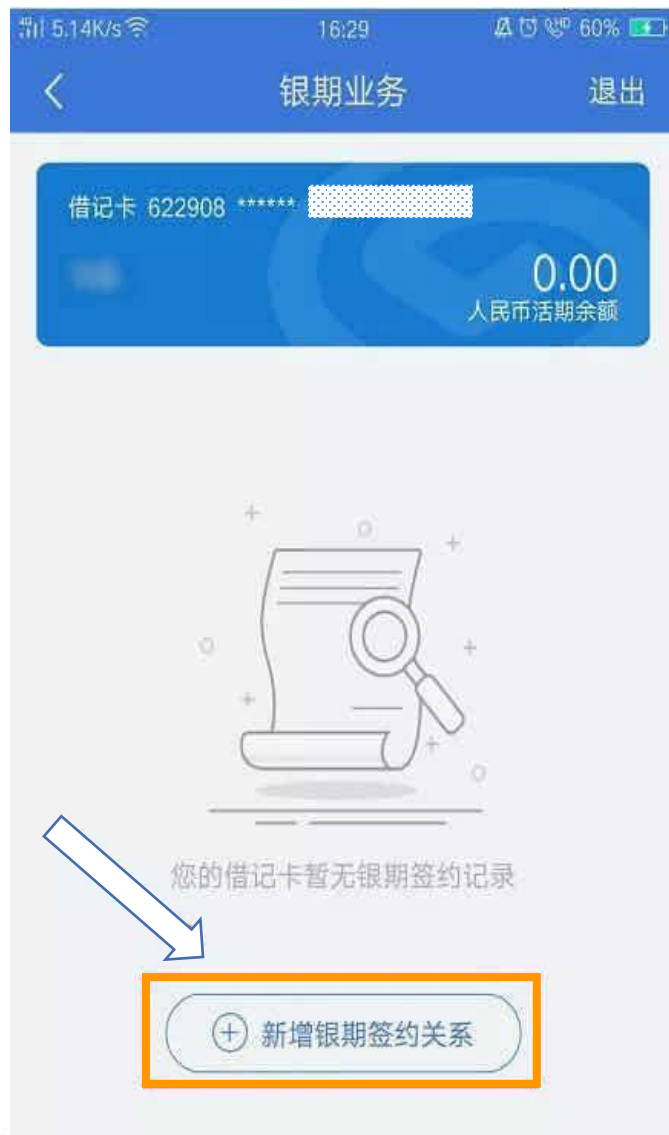 5.14K/s 16:29 60%
银期业务 退出
借记卡 622908 ******
0.00
人民币活期余额
您的借记卡暂无银期签约记录
新增银期签约关系